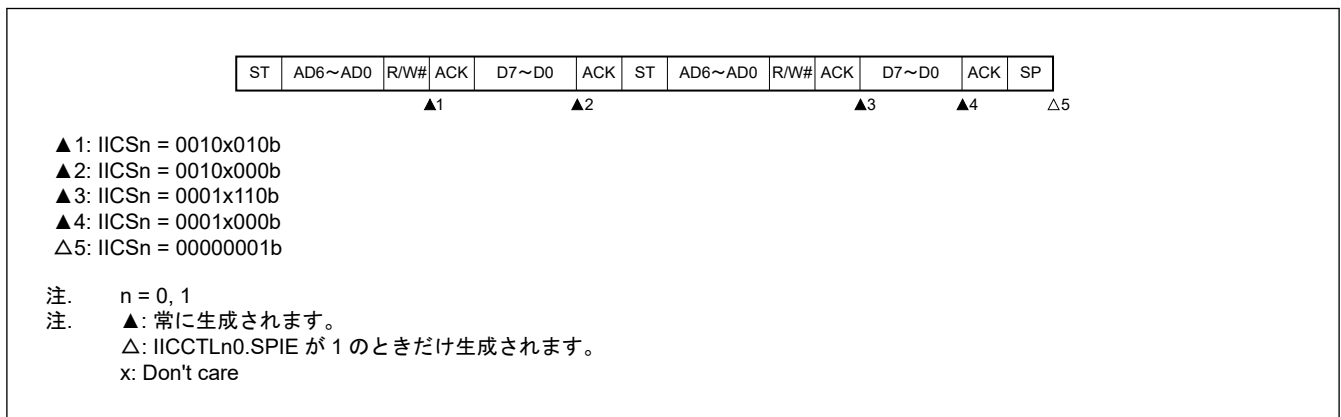 ST AD6～AD0 R/W# ACK D7～D0 ACK ST AD6～AD0 R/W# ACK D7～D0 ACK SP
▲1 ▲2 ▲3 ▲4 △5
▲1: IICSn = 0010x010b
▲2: IICSn = 0010x000b
▲3: IICSn = 0001x110b
▲4: IICSn = 0001x000b
△5: IICSn = 00000001b
注. n = 0, 1
注. ▲: 常に生成されます。
△: IICCTLn0.SPIE が 1 のときだけ生成されます。
x: Don't care